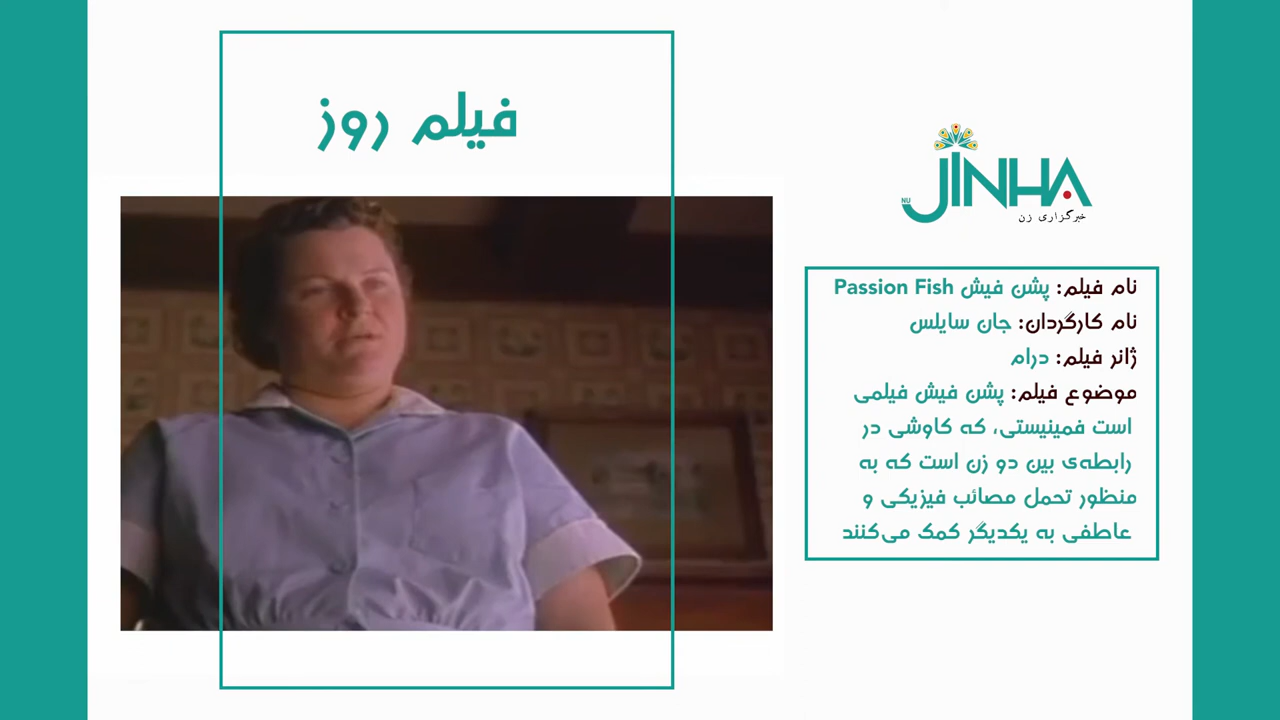 فیلم روز
JINHA
NU
خبرگزاری زن
نام فیلم: پشن فیش Passion Fish
نام کارگردان: جان سایلس
ژانر فیلم: درام
موضوع فیلم: پشن فیش فیلمی
است فمینیستی، که کاوشی در
رابطه‌ی بین دو زن است که به
منظور تحمل مصائب فیزیکی و
عاطفی به یکدیگر کمک می‌کنند